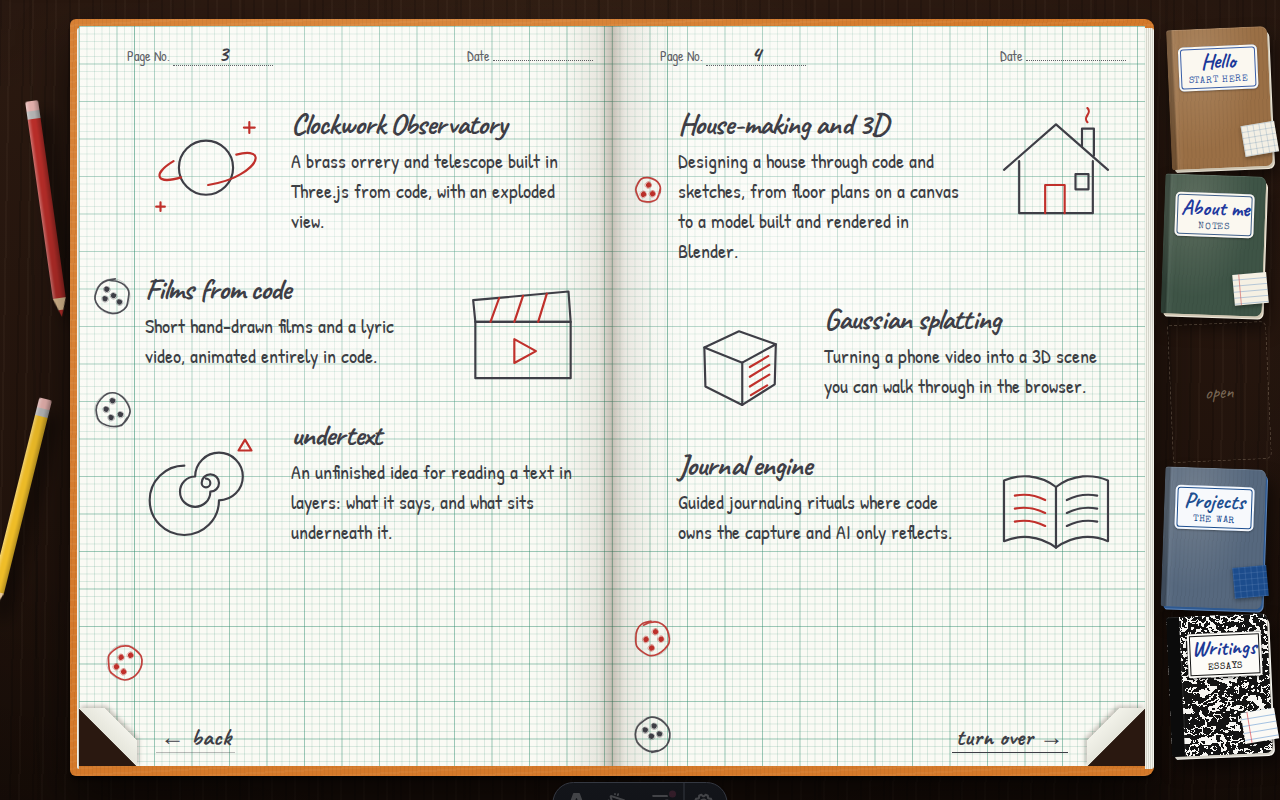 Page No. 3
Date
Clockwork Observatory
A brass orrery and telescope built in
Three.js from code, with an exploded
view.
Films from code
Short hand-drawn films and a lyric
video, animated entirely in code.
undertext
An unfinished idea for reading a text in
layers: what it says, and what sits
underneath it.
← back
Page No. 4
Date
House-making and 3D
Designing a house through code and
sketches, from floor plans on a canvas
to a model built and rendered in
Blender.
Gaussian splatting
Turning a phone video into a 3D scene
you can walk through in the browser.
Journal engine
Guided journaling rituals where code
owns the capture and AI only reflects.
turn over →
Hello
START HERE
About me
NOTES
open
Projects
THE WAR
Writings
ESSAYS